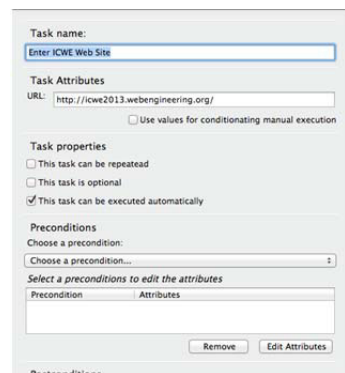 Task name:
Enter ICWE Web Site
Task Attributes
URL: http://icwe2013.webengineering.org/
Use values for conditionating manual execution
Task properties
This task can be repeatead
This task is optional
This task can be executed automatically
Preconditions
Choose a precondition:
Choose a precondition...
Select a preconditions to edit the attributes
Precondition Attributes
Remove Edit Attributes